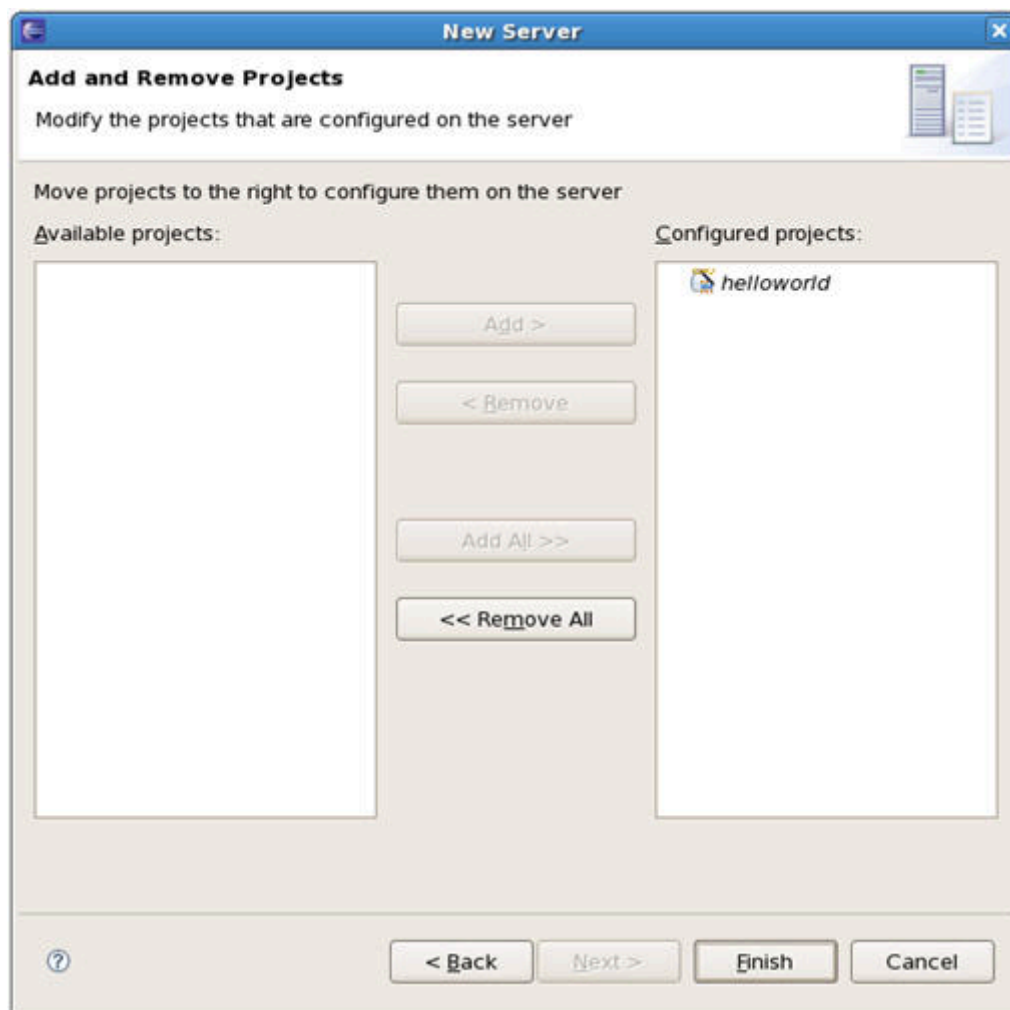 New Server
Add and Remove Projects
Modify the projects that are configured on the server
Move projects to the right to configure them on the server
Available projects:
Configured projects:
helloworld
Add >
< Remove
Add All >>
<< Remove All
?
< Back
Next >
Finish
Cancel